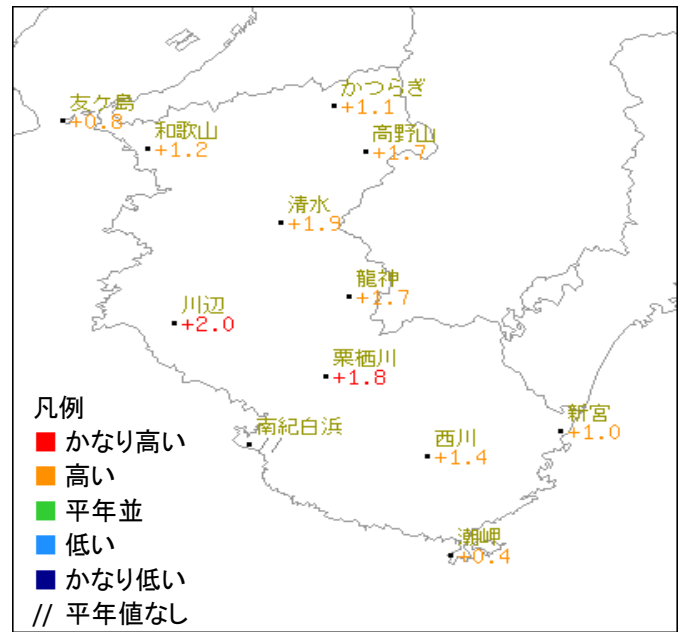 かつらぎ
+1.1
友ケ島
+0.8
和歌山
+1.2
高野山
+1.7
清水
+1.9
龍神
+1.7
川辺
+2.0
栗栖川
+1.8
南紀白浜
//
西川
+1.4
新宮
+1.0
潮岬
+0.4
凡例
かなり高い
高い
平年並
低い
かなり低い
// 平年値なし